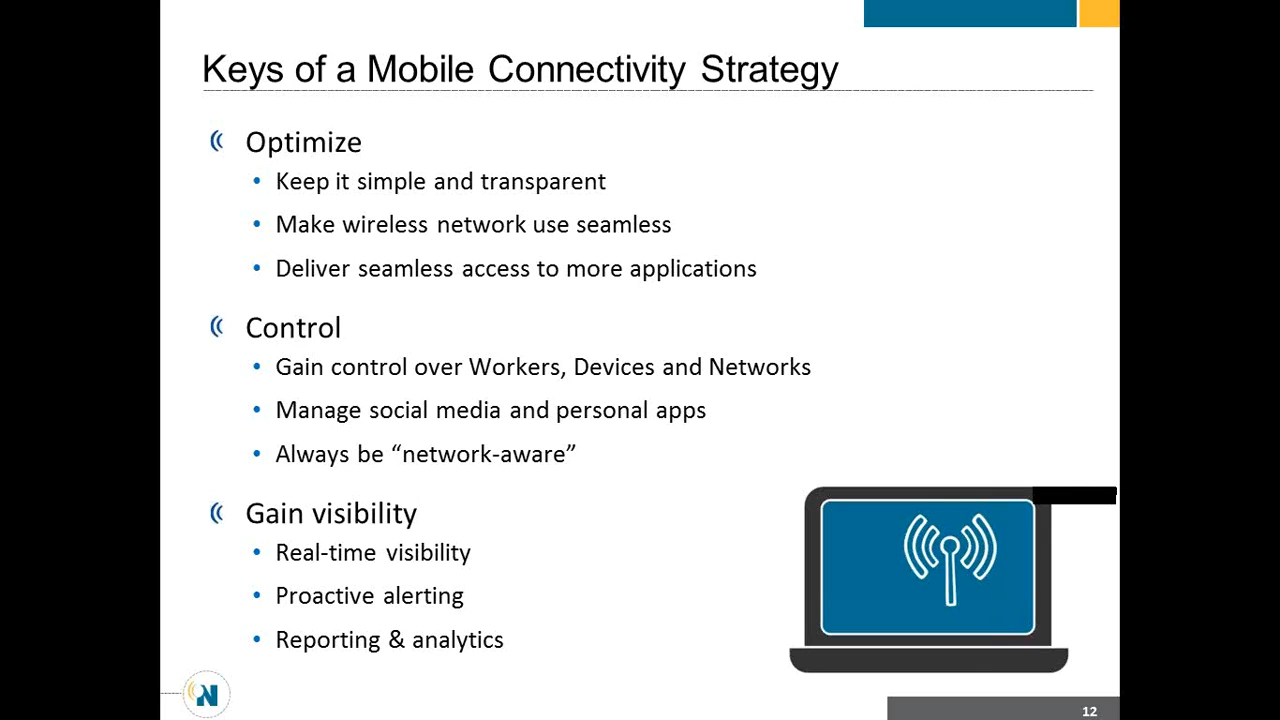 Keys of a Mobile Connectivity Strategy
Optimize
Keep it simple and transparent
Make wireless network use seamless
Deliver seamless access to more applications
Control
Gain control over Workers, Devices and Networks
Manage social media and personal apps
Always be “network-aware”
Gain visibility
Real-time visibility
Proactive alerting
Reporting & analytics
N
12